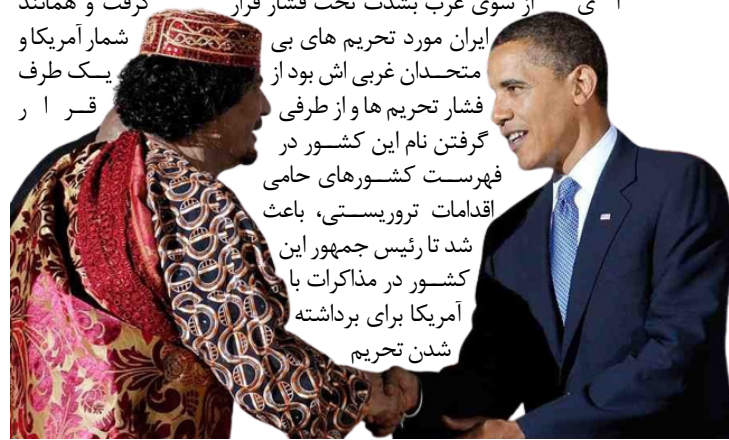 از سوی غرب بشدت تحت فشار قرار گرفت و همانند
ایران مورد تحریم های بی شمار آمریکا و
متحدان غربی اش بود از یک طرف
فشار تحریم ها و از طرفی قرار
گرفتن نام این کشور در
فهرست کشورهای حامی
اقدامات تروریستی، باعث
شد تا رئیس جمهور این
کشور در مذاکرات با
آمریکا برای برداشته
شدن تحریم